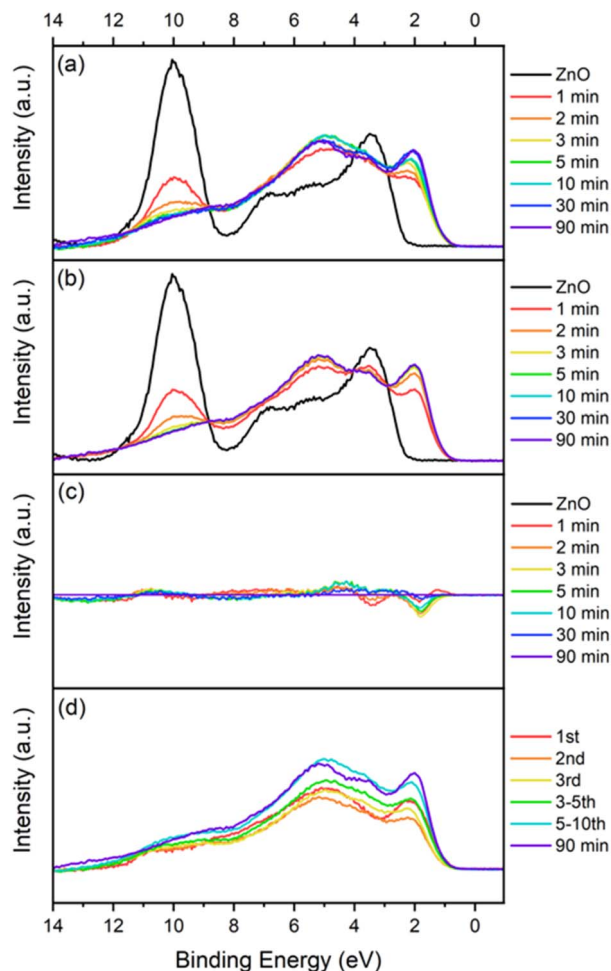 14 12 10 8 6 4 2 0
(a)
Intensity (a.u.)
ZnO
1 min
2 min
3 min
5 min
10 min
30 min
90 min
(b)
Intensity (a.u.)
ZnO
1 min
2 min
3 min
5 min
10 min
30 min
90 min
(c)
Intensity (a.u.)
ZnO
1 min
2 min
3 min
5 min
10 min
30 min
90 min
(d)
Intensity (a.u.)
1st
2nd
3rd
3-5th
5-10th
90 min
14 12 10 8 6 4 2 0
Binding Energy (eV)